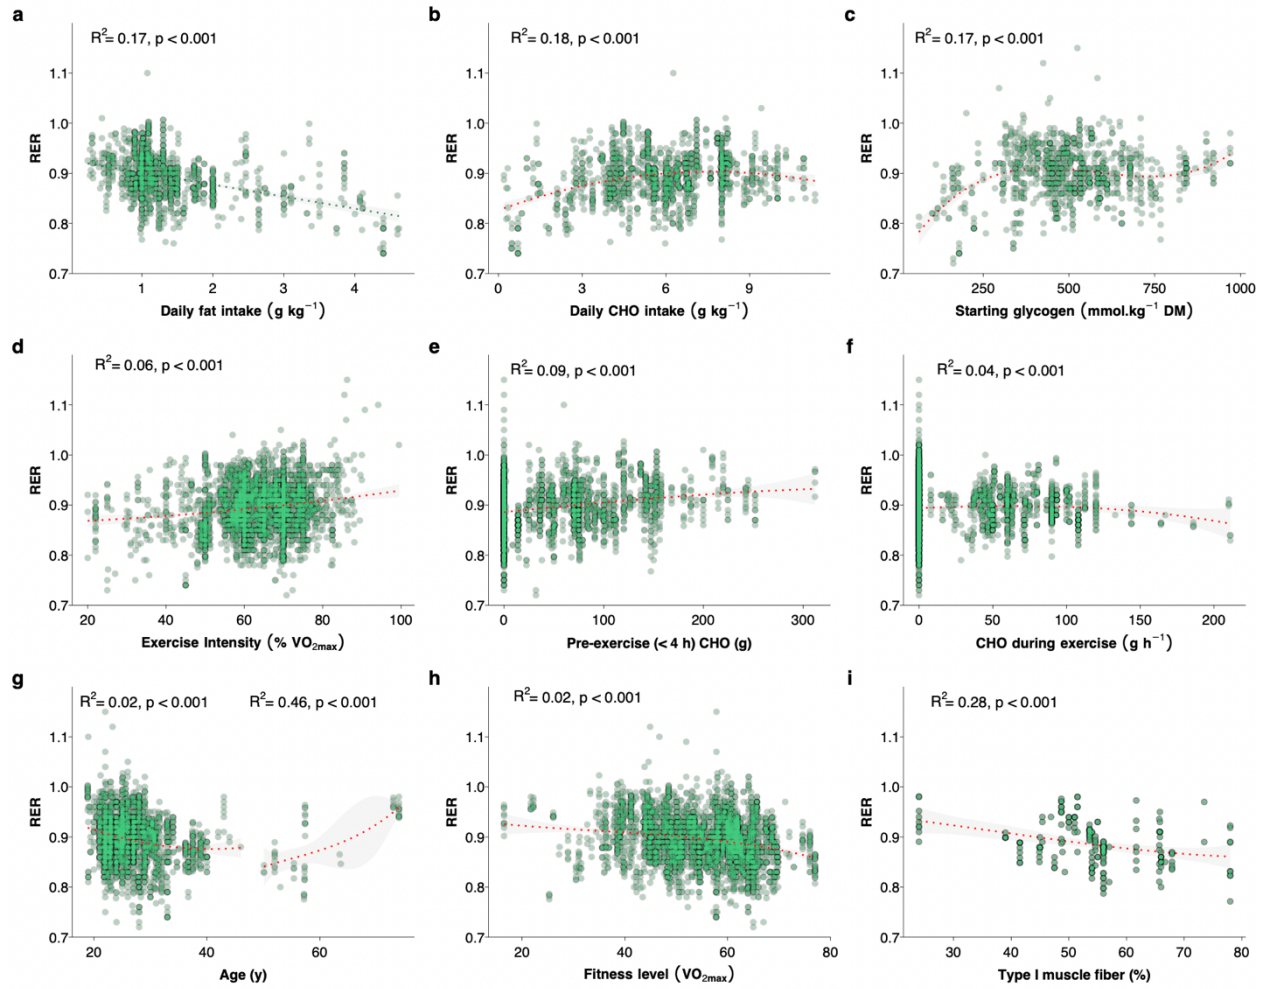 a
R²= 0.17, p < 0.001
RER
1.1
1.0
0.9
0.8
0.7
1 2 3 4
Daily fat intake (g kg⁻¹)
b
R²= 0.18, p < 0.001
RER
1.1
1.0
0.9
0.8
0.7
0 3 6 9
Daily CHO intake (g kg⁻¹)
c
R²= 0.17, p < 0.001
RER
1.1
1.0
0.9
0.8
0.7
250 500 750 1000
Starting glycogen (mmol.kg⁻¹ DM)
d
R²= 0.06, p < 0.001
RER
1.1
1.0
0.9
0.8
0.7
20 40 60 80 100
Exercise Intensity (% VO₂max)
e
R²= 0.09, p < 0.001
RER
1.1
1.0
0.9
0.8
0.7
0 100 200 300
Pre-exercise (< 4 h) CHO (g)
f
R²= 0.04, p < 0.001
RER
1.1
1.0
0.9
0.8
0.7
0 50 100 150 200
CHO during exercise (g h⁻¹)
g
R²= 0.02, p < 0.001 R²= 0.46, p < 0.001
RER
1.1
1.0
0.9
0.8
0.7
20 40 60
Age (y)
h
R²= 0.02, p < 0.001
RER
1.1
1.0
0.9
0.8
0.7
20 40 60 80
Fitness level (VO₂max)
i
R²= 0.28, p < 0.001
RER
1.1
1.0
0.9
0.8
0.7
30 40 50 60 70 80
Type I muscle fiber (%)